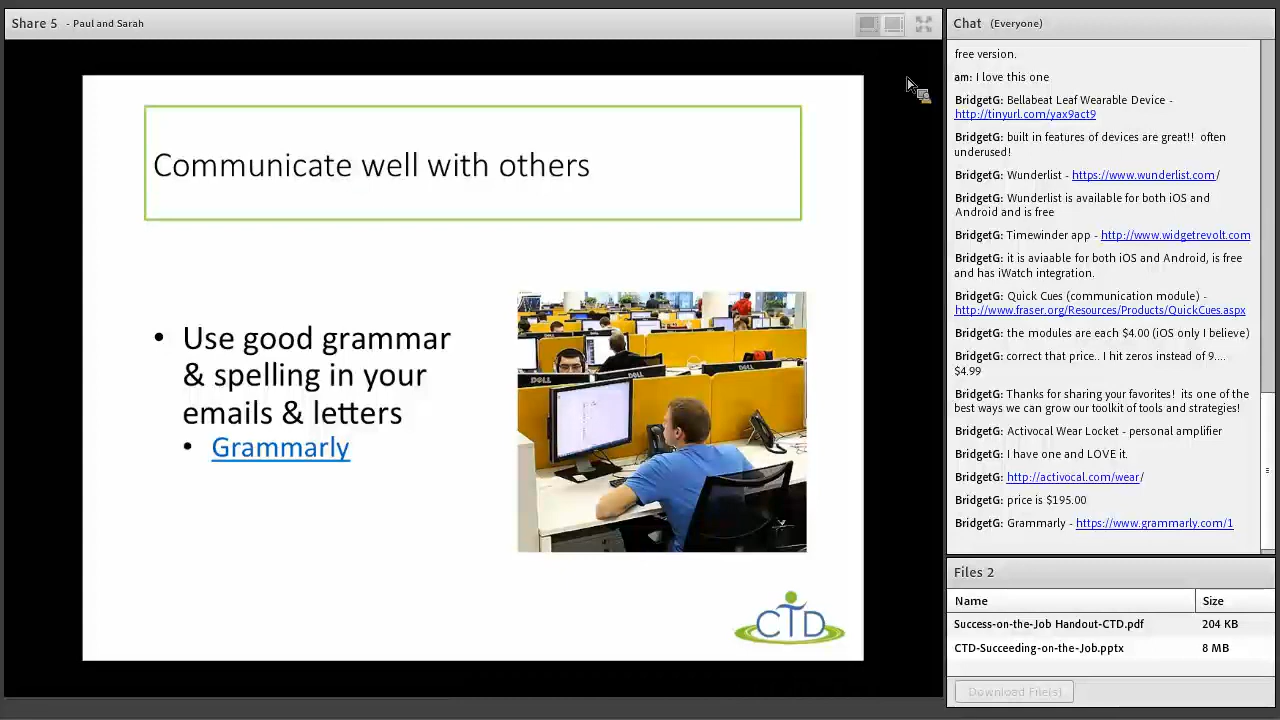 Share 5 - Paul and Sarah
Communicate well with others
• Use good grammar
& spelling in your
emails & letters
• Grammarly
DELL
DELL
DELL
CTD
Chat (Everyone)
free version.
am: I love this one
BridgetG: Bellabeat Leaf Wearable Device -
http://tinyurl.com/yax9act9
BridgetG: built in features of devices are great!! often
underused!
BridgetG: Wunderlist - https://www.wunderlist.com/
BridgetG: Wunderlist is available for both iOS and
Android and is free
BridgetG: Timewinder app - http://www.widgetrevolt.com
BridgetG: it is aviaable for both iOS and Android, is free
and has iWatch integration.
BridgetG: Quick Cues (communication module) -
http://www.fraser.org/Resources/Products/QuickCues.aspx
BridgetG: the modules are each $4.00 (iOS only I believe)
BridgetG: correct that price.. I hit zeros instead of 9....
$4.99
BridgetG: Thanks for sharing your favorites! its one of the
best ways we can grow our toolkit of tools and strategies!
BridgetG: Activocal Wear Locket - personal amplifier
BridgetG: I have one and LOVE it.
BridgetG: http://activocal.com/wear/
BridgetG: price is $195.00
BridgetG: Grammarly - https://www.grammarly.com/1
Files 2
Name Size
Success-on-the-Job Handout-CTD.pdf 204 KB
CTD-Succeeding-on-the-Job.pptx 8 MB
Download File(s)